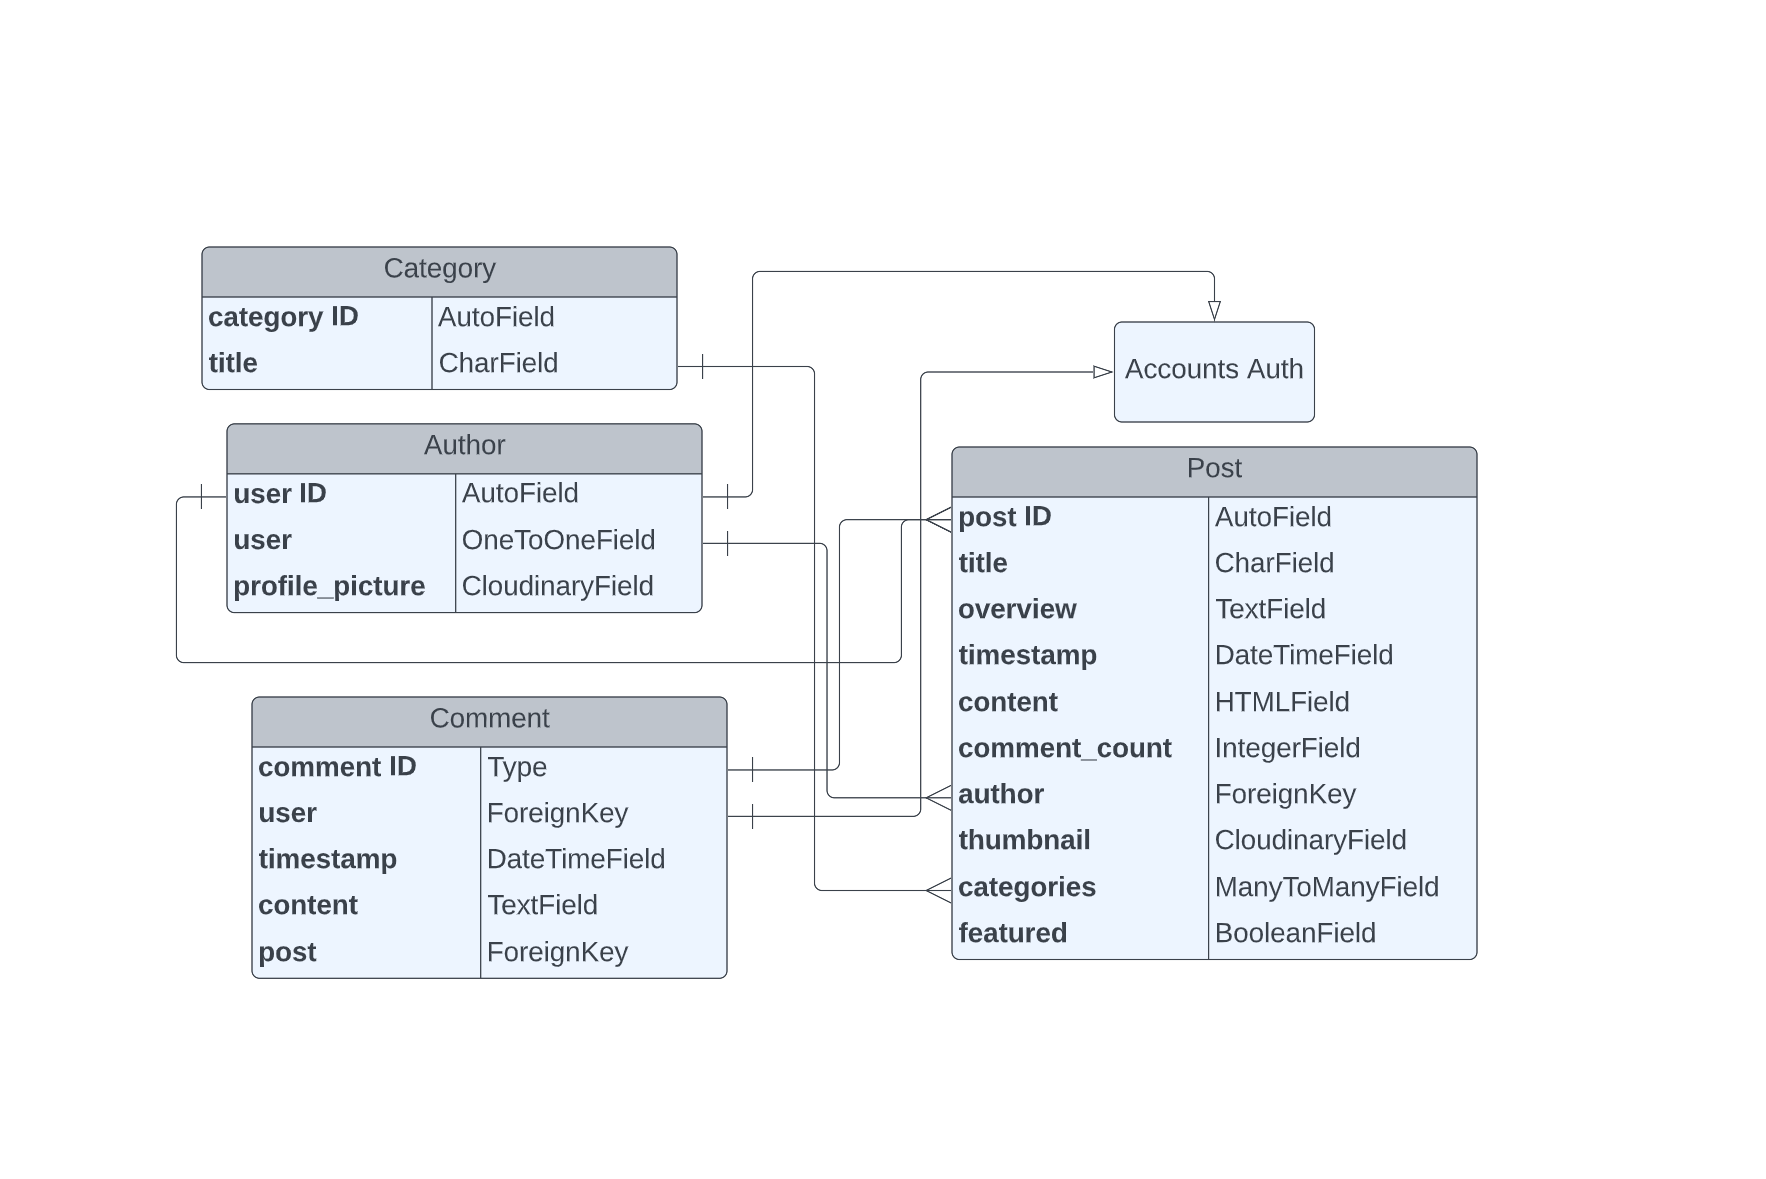 Category
category ID AutoField
title CharField
Author
user ID AutoField
user OneToOneField
profile_picture CloudinaryField
Comment
comment ID Type
user ForeignKey
timestamp DateTimeField
content TextField
post ForeignKey
Accounts Auth
Post
post ID AutoField
title CharField
overview TextField
timestamp DateTimeField
content HTMLField
comment_count IntegerField
author ForeignKey
thumbnail CloudinaryField
categories ManyToManyField
featured BooleanField